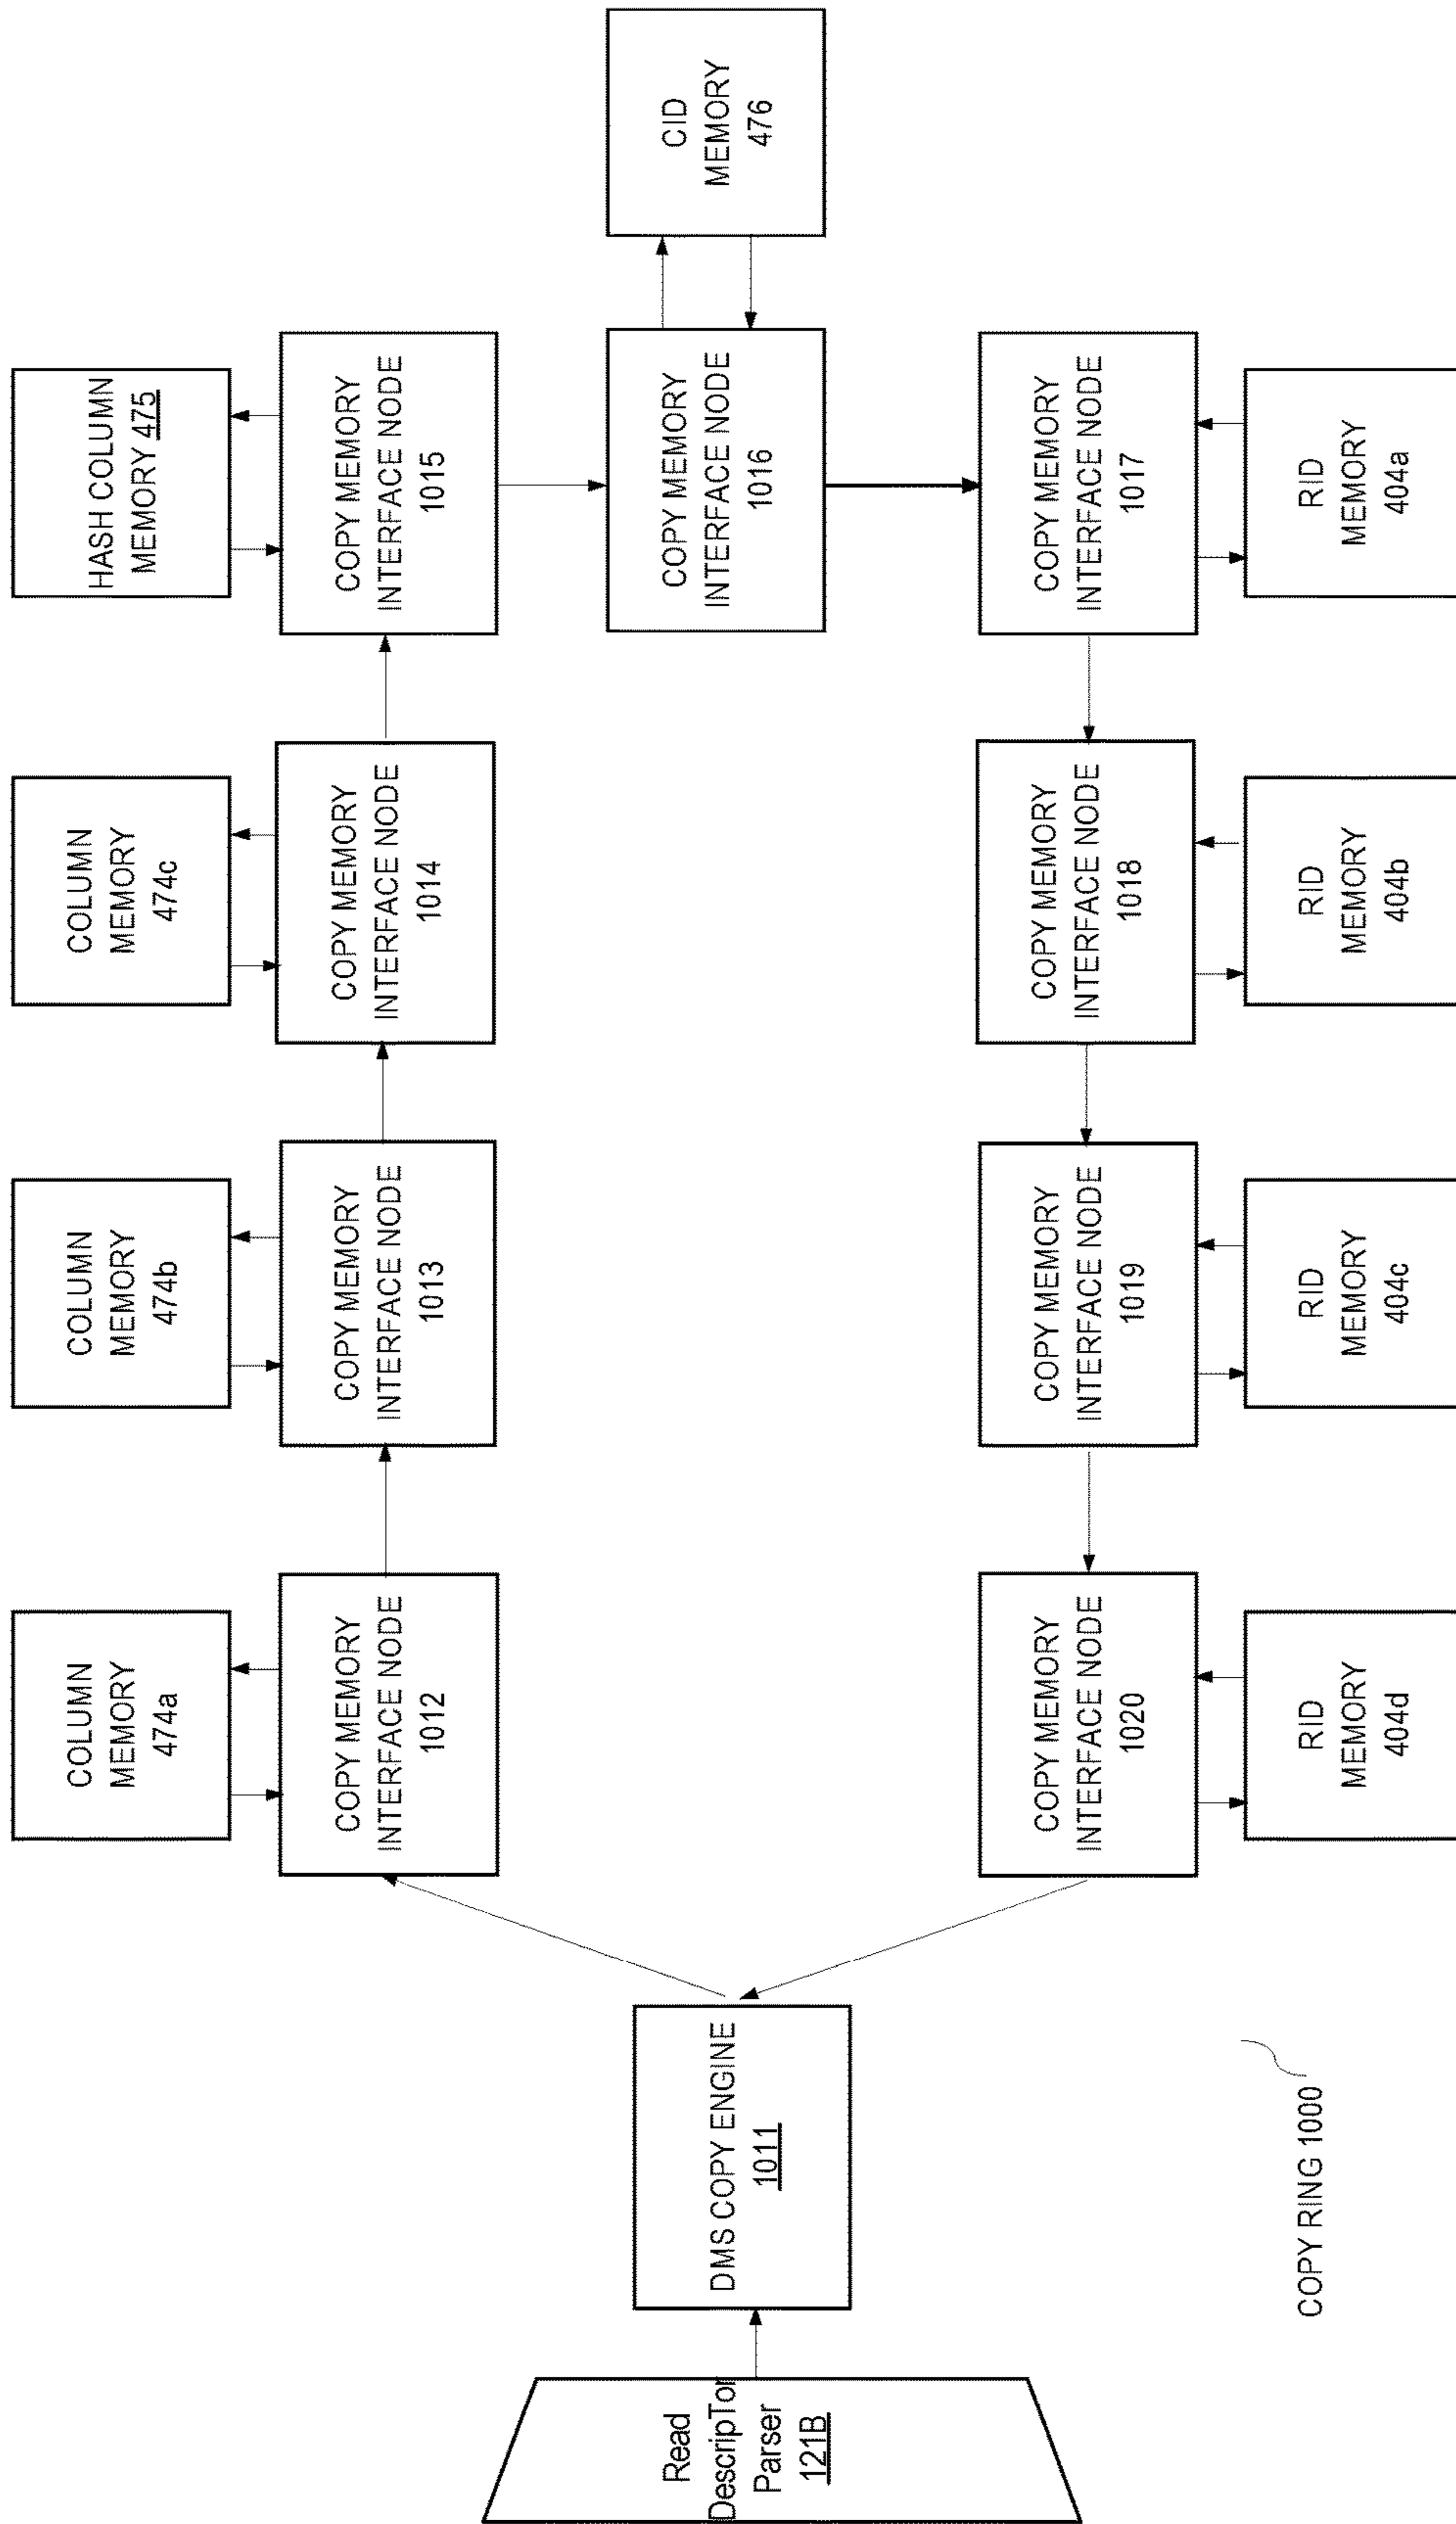 COLUMN
MEMORY
474a
COLUMN
MEMORY
474b
COLUMN
MEMORY
474c
HASH COLUMN
MEMORY 475
COPY MEMORY
INTERFACE NODE
1012
COPY MEMORY
INTERFACE NODE
1013
COPY MEMORY
INTERFACE NODE
1014
COPY MEMORY
INTERFACE NODE
1015
Read
DescripTor
Parser
121B
DMS COPY ENGINE
1011
COPY MEMORY
INTERFACE NODE
1016
CID
MEMORY
476
COPY MEMORY
INTERFACE NODE
1020
COPY MEMORY
INTERFACE NODE
1019
COPY MEMORY
INTERFACE NODE
1018
COPY MEMORY
INTERFACE NODE
1017
RID
MEMORY
404d
RID
MEMORY
404c
RID
MEMORY
404b
RID
MEMORY
404a
COPY RING 1000